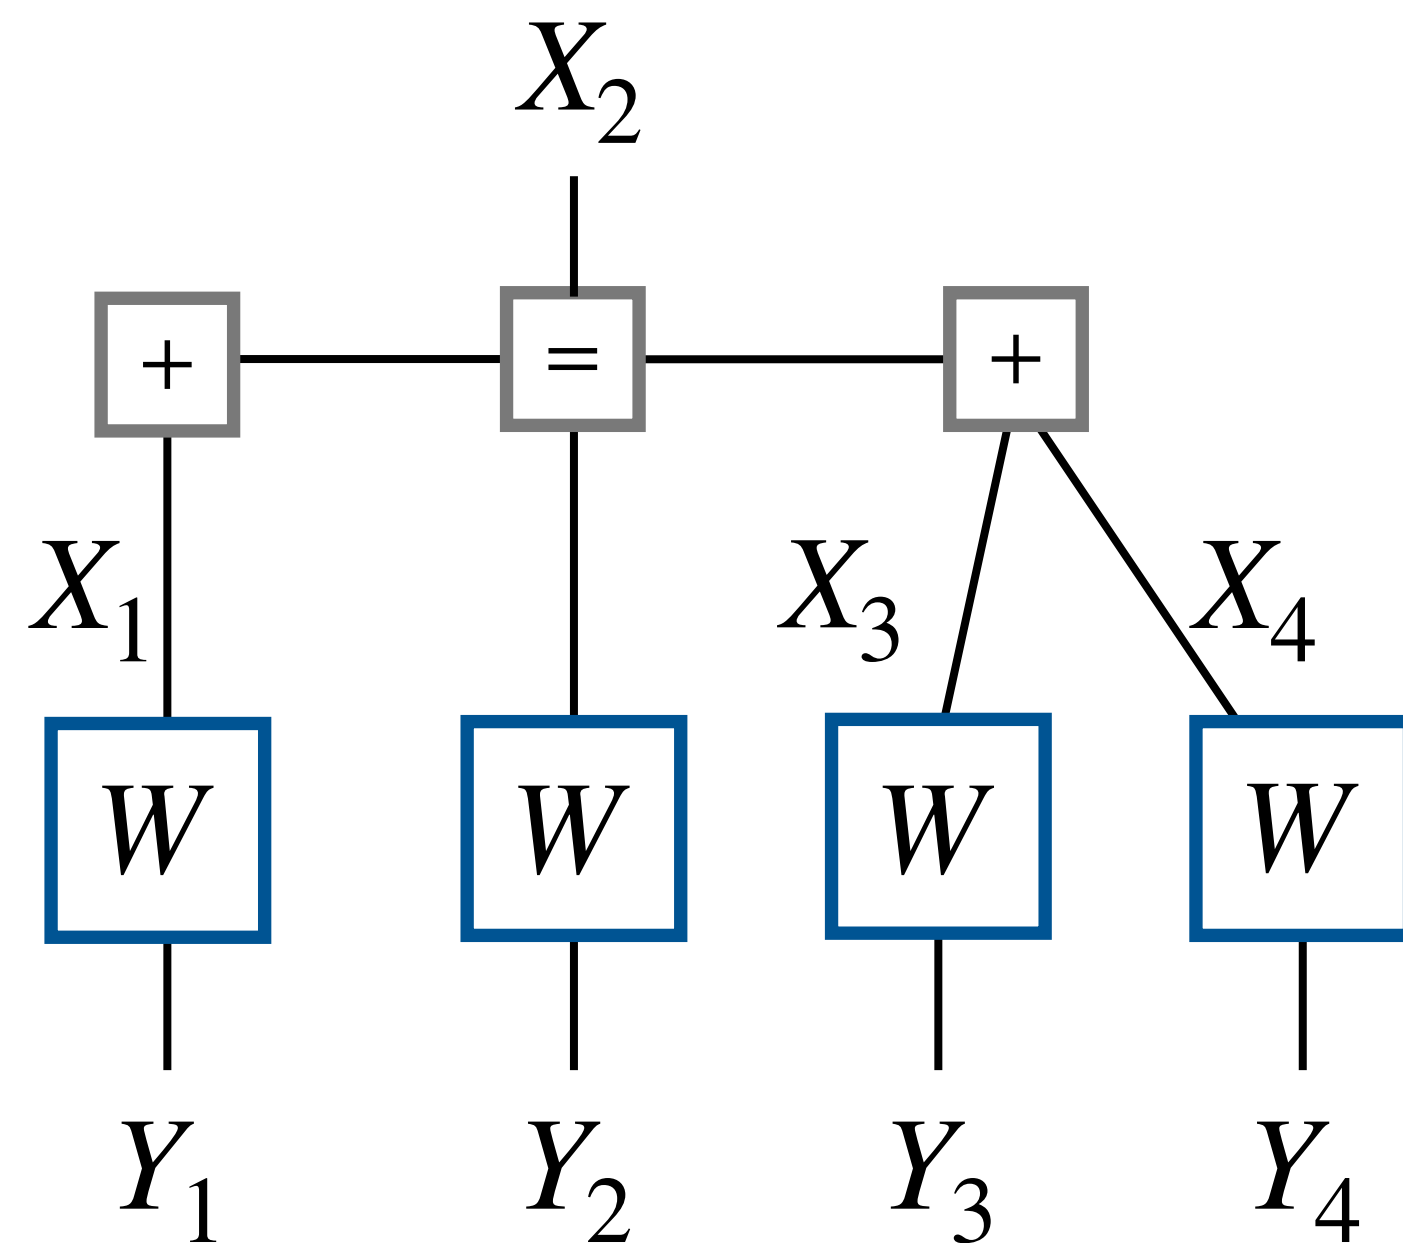 X₂
+ = +
X₁ X₃ X₄
W W W W
Y₁ Y₂ Y₃ Y₄